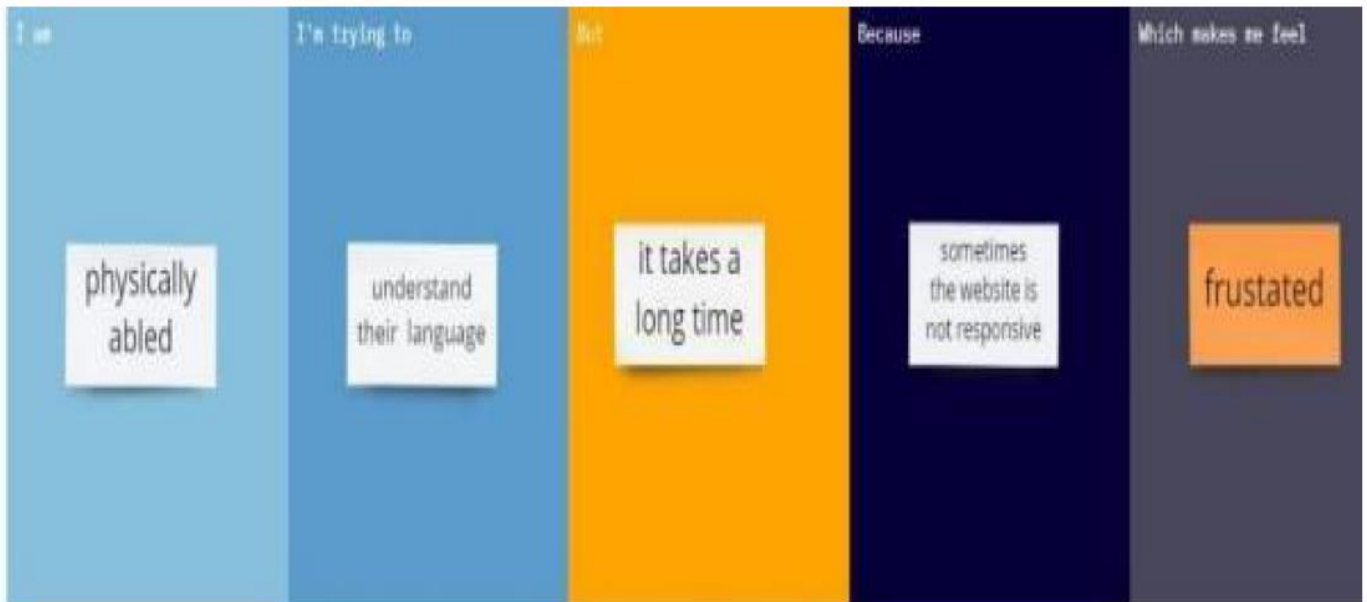 I am
physically
abled
I'm trying to
understand
their language
But
it takes a
long time
Because
sometimes
the website is
not responsive
Which makes me feel
frustated